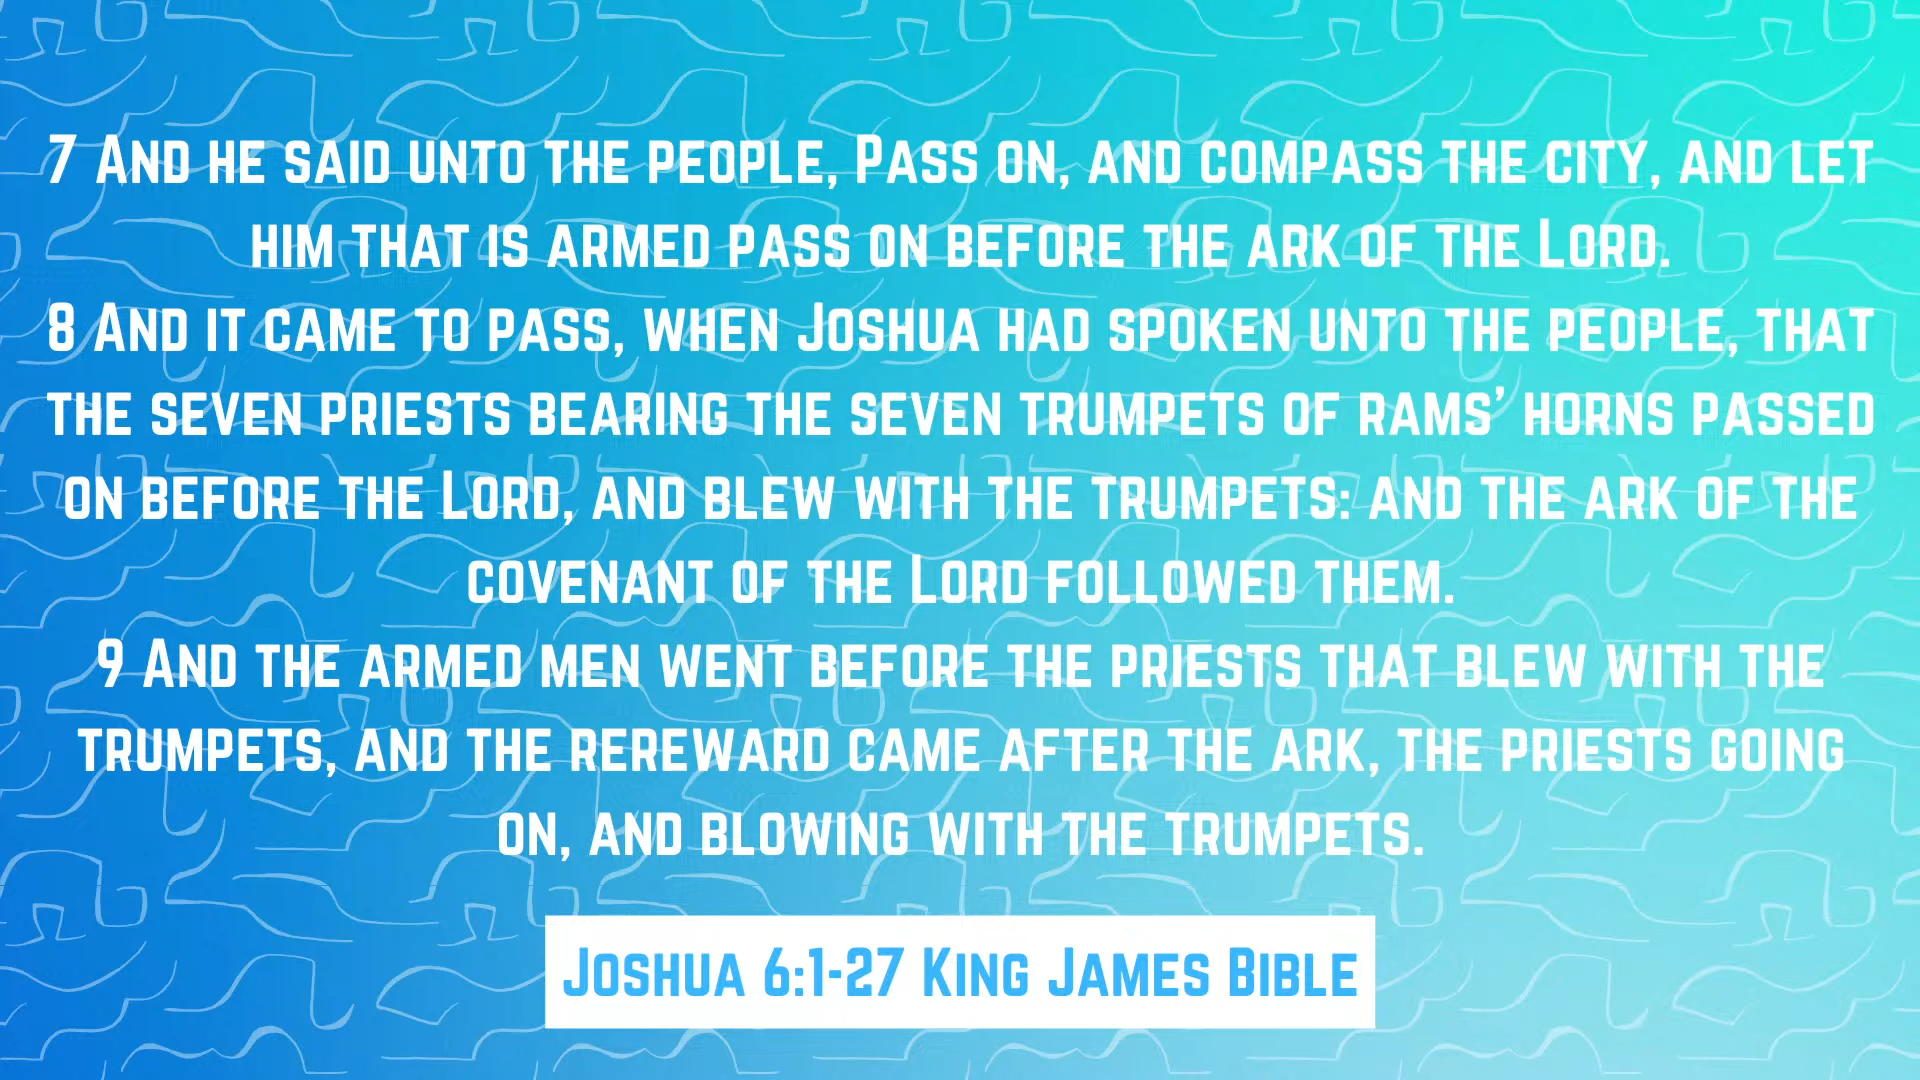 7 And he said unto the people, Pass on, and compass the city, and let
him that is armed pass on before the ark of the Lord.
8 And it came to pass, when Joshua had spoken unto the people, that
the seven priests bearing the seven trumpets of rams’ horns passed
on before the Lord, and blew with the trumpets: and the ark of the
covenant of the Lord followed them.
9 And the armed men went before the priests that blew with the
trumpets, and the rereward came after the ark, the priests going
on, and blowing with the trumpets.
Joshua 6:1-27 King James Bible